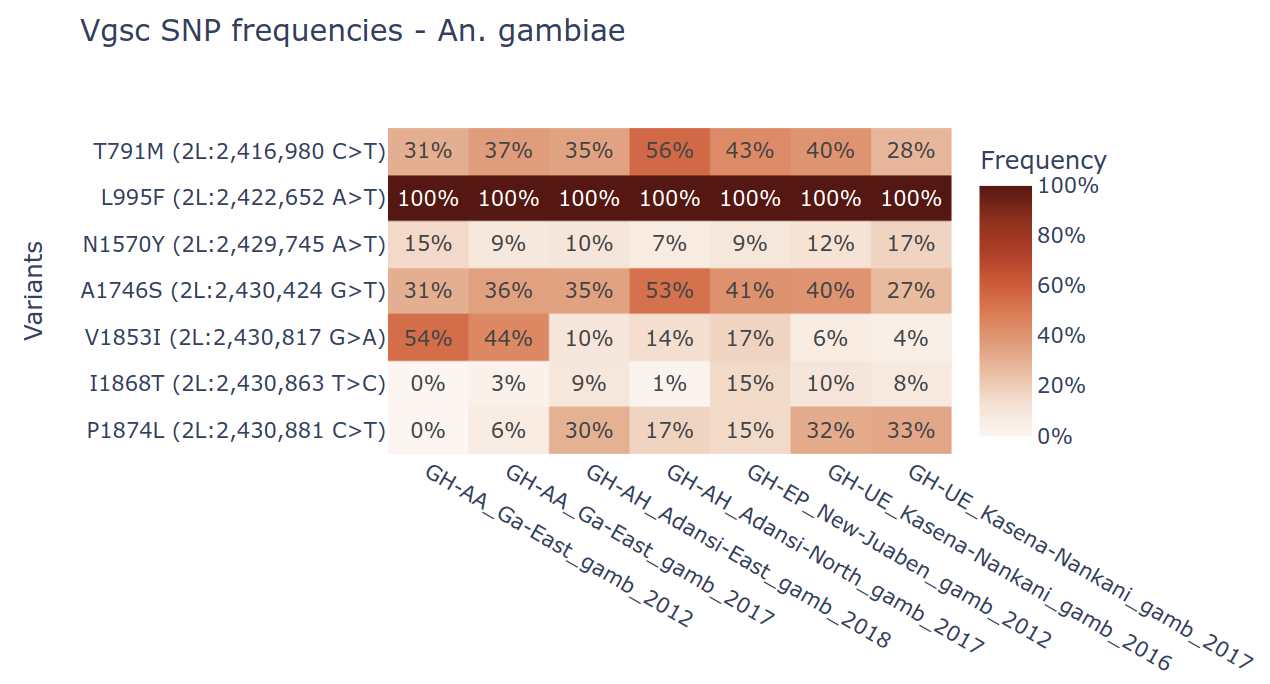 Vgsc SNP frequencies - An. gambiae
Variants
T791M (2L:2,416,980 C>T) 31% 37% 35% 56% 43% 40% 28%
L995F (2L:2,422,652 A>T) 100% 100% 100% 100% 100% 100% 100%
N1570Y (2L:2,429,745 A>T) 15% 9% 10% 7% 9% 12% 17%
A1746S (2L:2,430,424 G>T) 31% 36% 35% 53% 41% 40% 27%
V1853I (2L:2,430,817 G>A) 54% 44% 10% 14% 17% 6% 4%
I1868T (2L:2,430,863 T>C) 0% 3% 9% 1% 15% 10% 8%
P1874L (2L:2,430,881 C>T) 0% 6% 30% 17% 15% 32% 33%
GH-AA_Ga-East_gamb_2012
GH-AA_Ga-East_gamb_2017
GH-AH_Adansi-East_gamb_2018
GH-AH_Adansi-North_gamb_2017
GH-EP_New-Juaben_gamb_2012
GH-UE_Kasena-Nankani_gamb_2016
GH-UE_Kasena-Nankani_gamb_2017
Frequency
100%
80%
60%
40%
20%
0%